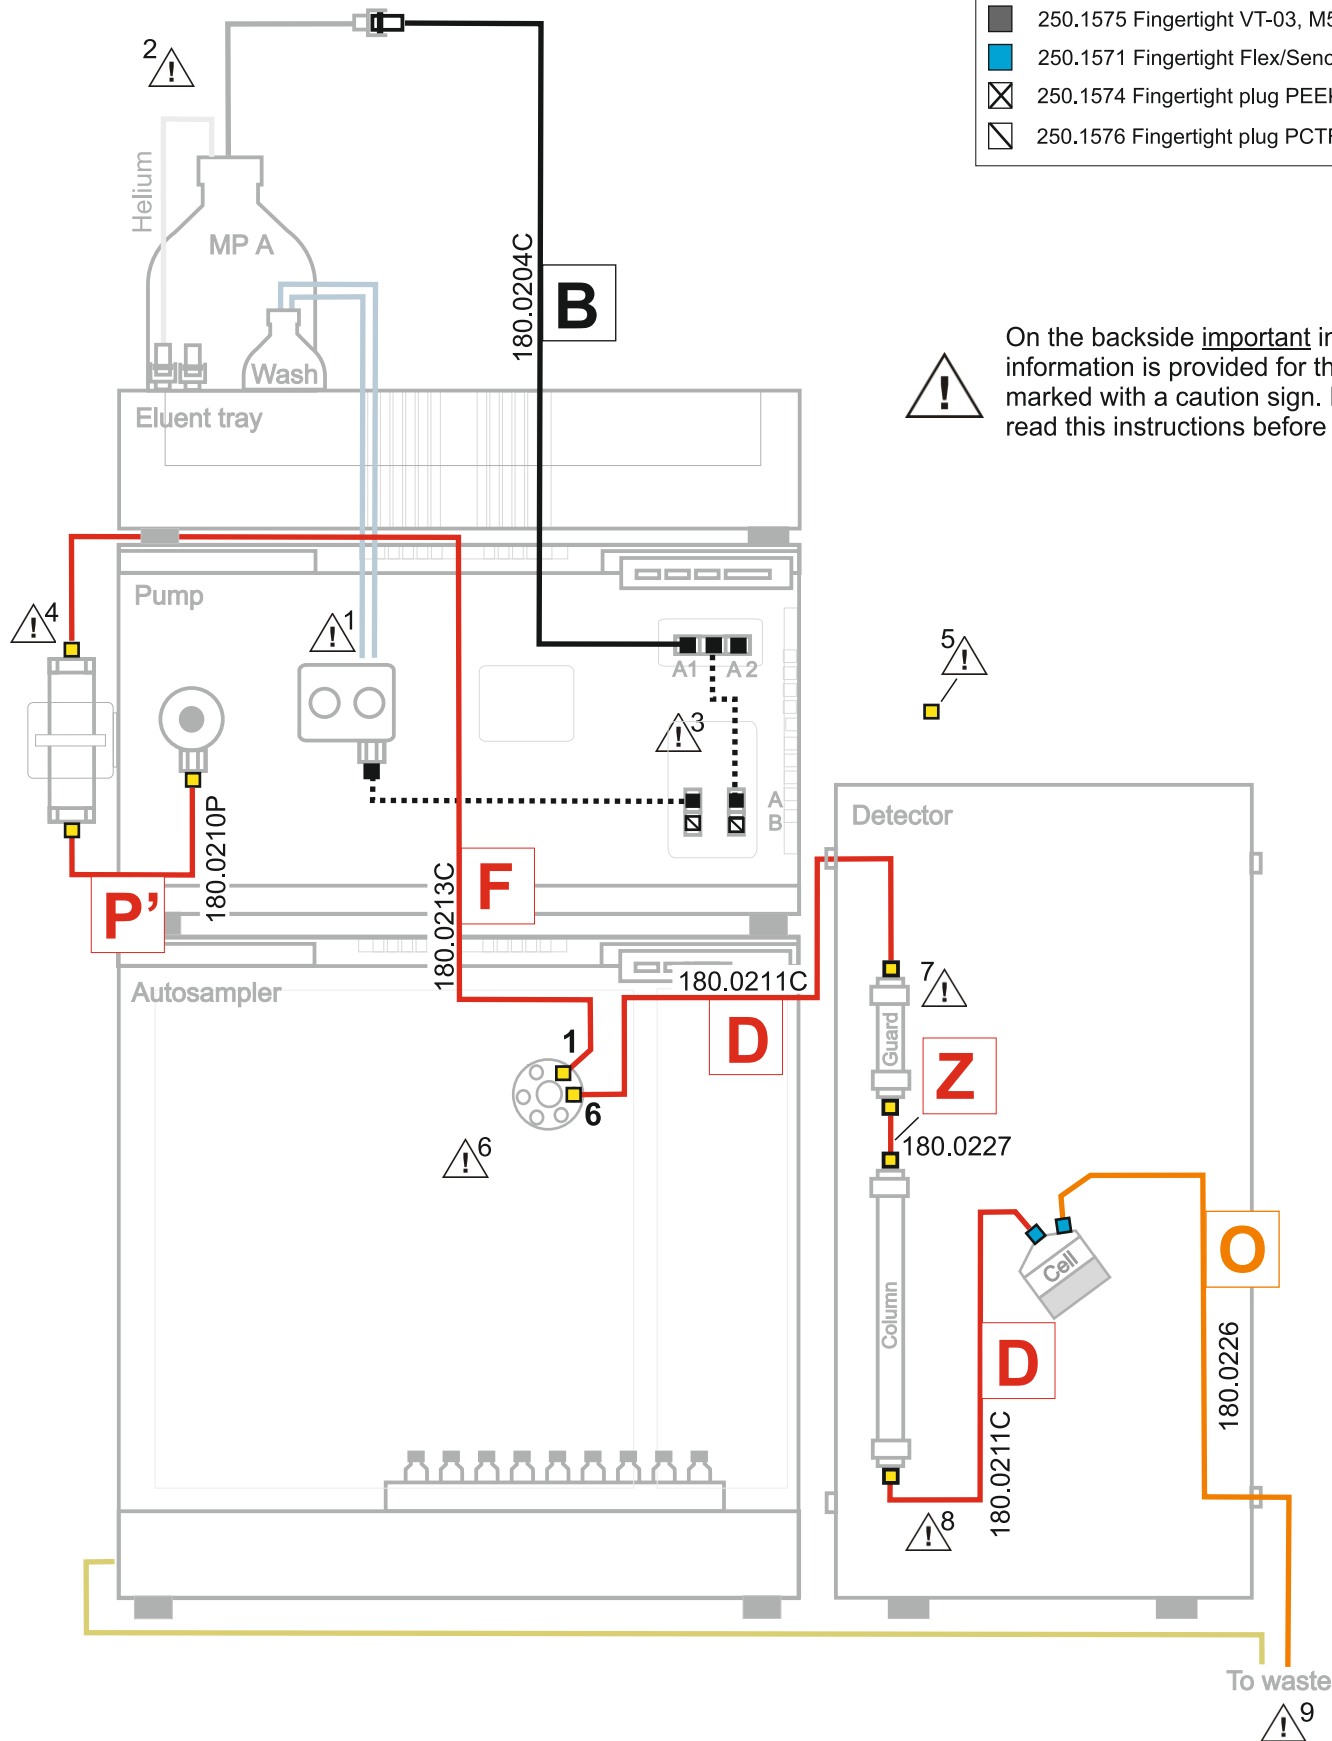 250.1575 Fingertight VT-03, M
250.1571 Fingertight Flex/
250.1574 Fingertight plug
250.1576 Fingertight plug
2
Helium
MP A
Wash
180.0204C
B
On the backside important
information is provided for
marked with a caution sign.
read this instructions before
Eluent tray
Pump
4
1
A1 A2
5
3
A
B
Detector
180.0210P
P’
180.0213C
F
180.0211C
D
Autosampler
7
Guard
Z
1
6
6
180.0227
Cell
O
Column
D
180.0211C
180.0226
8
To waste
9